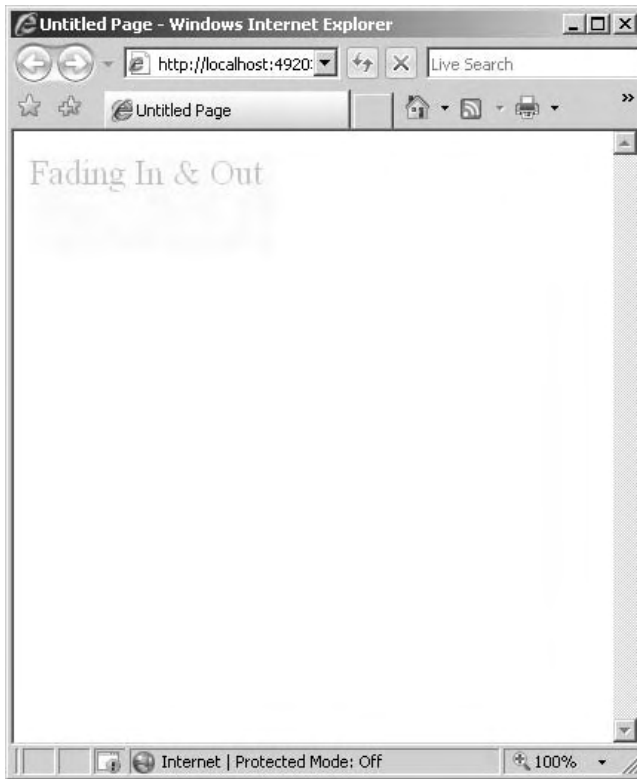 Untitled Page - Windows Internet Explorer
http://localhost:4920
Live Search
Untitled Page
Fading In & Out
Internet | Protected Mode: Off
100%